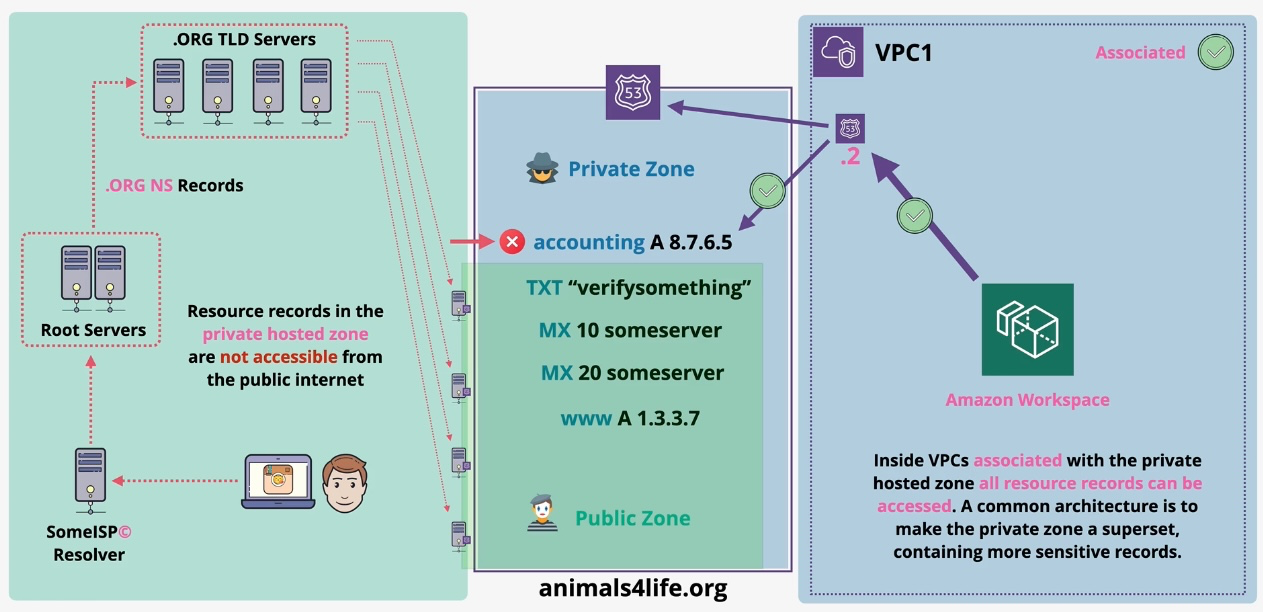 .ORG TLD Servers
.ORG NS Records
Root Servers
Resource records in the
private hosted zone
are not accessible from
the public internet
SomeISP©
Resolver
53
Private Zone
accounting A 8.7.6.5
TXT “verifysomething”
MX 10 someserver
MX 20 someserver
www A 1.3.3.7
Public Zone
animals4life.org
VPC1
Associated
53
.2
Amazon Workspace
Inside VPCs associated with the private
hosted zone all resource records can be
accessed. A common architecture is to
make the private zone a superset,
containing more sensitive records.